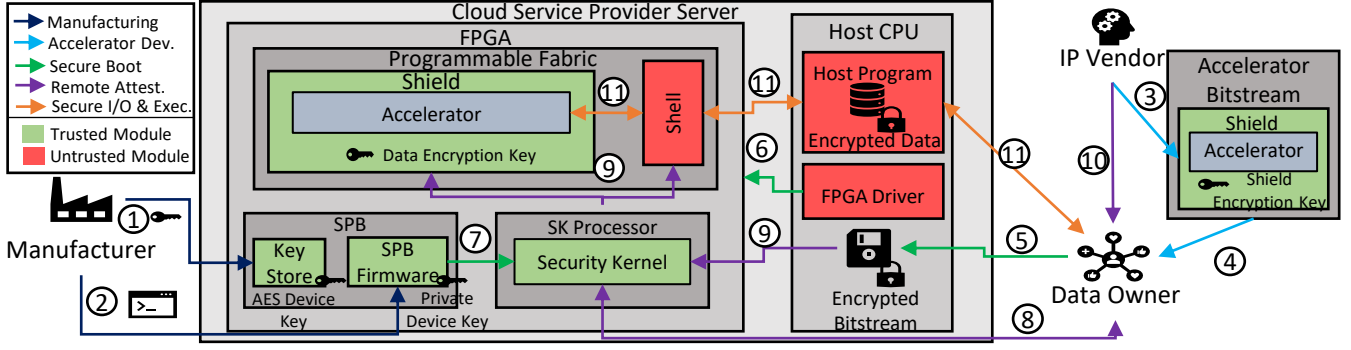 Manufacturing
Accelerator Dev.
Secure Boot
Remote Attest.
Secure I/O & Exec.
Trusted Module
Untrusted Module
Cloud Service Provider Server
FPGA
Programmable Fabric
Shield
Accelerator
Data Encryption Key
11
Shell
9
11
6
Host CPU
Host Program
Encrypted Data
FPGA Driver
Encrypted
Bitstream
IP Vendor
3
10
11
Accelerator
Bitstream
Shield
Accelerator
Shield
Encryption Key
4
5
Data Owner
8
9
1
Manufacturer
2
>_
SPB
Key
Store
AES Device
Key
SPB
Firmware
Private
Device Key
7
SK Processor
Security Kernel